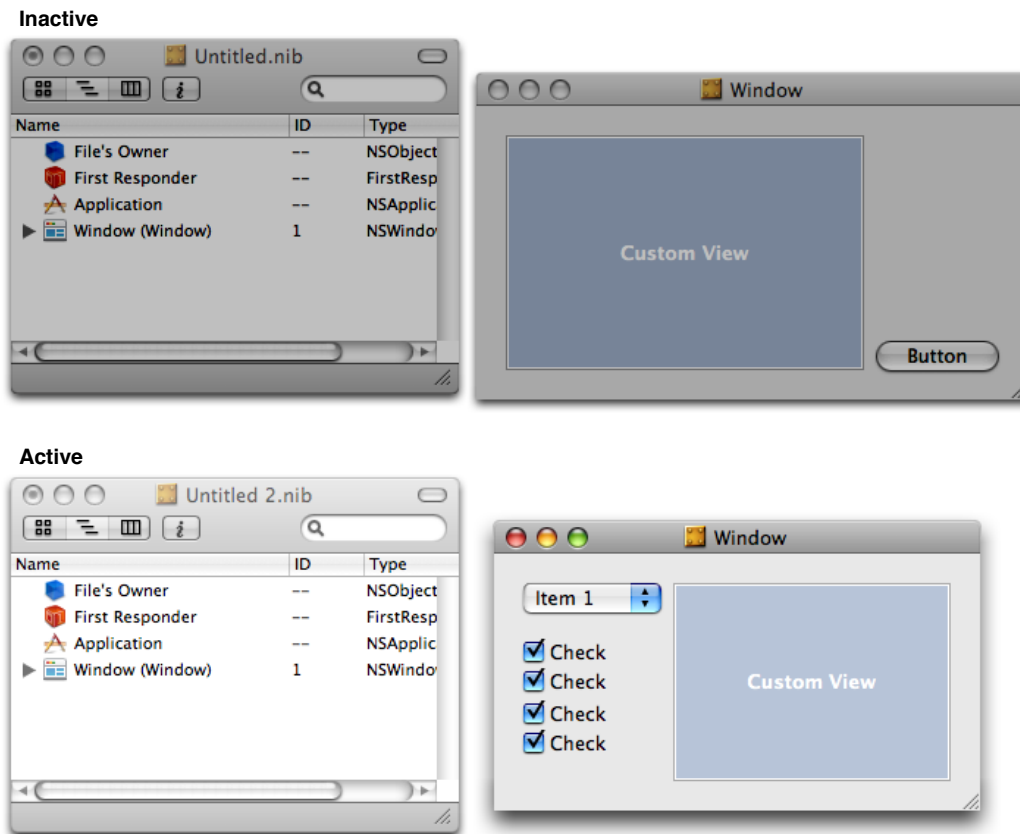 Inactive
Untitled.nib
Name ID Type
File's Owner -- NSObject
First Responder -- FirstResp
Application -- NSApplic
Window (Window) 1 NSWindo
Window
Custom View
Button
Active
Untitled 2.nib
Name ID Type
File's Owner -- NSObject
First Responder -- FirstResp
Application -- NSApplic
Window (Window) 1 NSWindo
Window
Item 1
Check
Check
Check
Check
Custom View